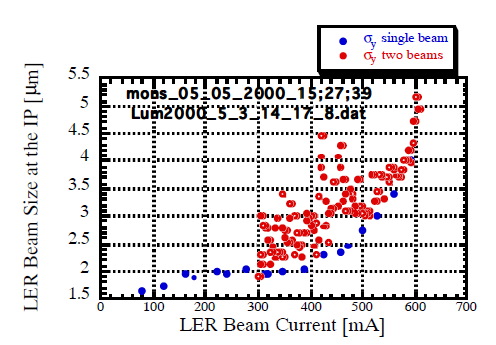 σy single beam
σy two beams
mons_05_05_2000_15;27;39
Lum2000_5_3_14_17_8.dat
LER Beam Size at the IP [μm]
5.5
5
4.5
4
3.5
3
2.5
2
1.5
0 100 200 300 400 500 600 700
LER Beam Current [mA]